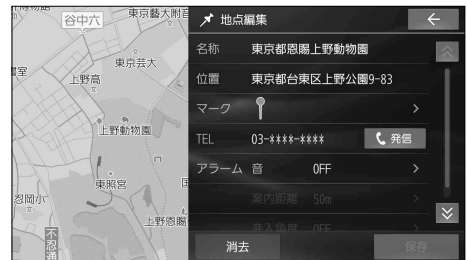 谷中六
東京藝大附
東京芸大
室
上野高
上野動物園
東照宮
忍岡小
上野恩賜
不忍通
地点編集
名称 東京都恩賜上野動物園
位置 東京都台東区上野公園9-83
マーク
TEL 03-****-**** 発信
アラーム 音 OFF
案内距離 50m
進入角度 OFF
消去 保存